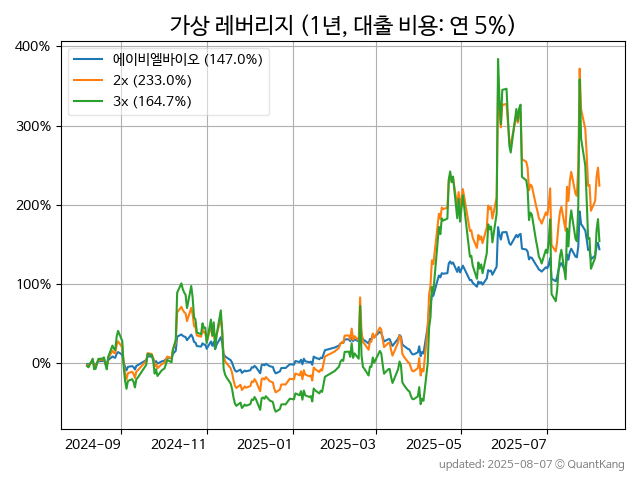 가상 레버리지 (1년, 대출 비용: 연 5%)
400%
300%
200%
100%
0%
에이비엘바이오 (147.0%)
2x (233.0%)
3x (164.7%)
2024-09
2024-11
2025-01
2025-03
2025-05
2025-07
updated: 2025-08-07 © QuantKang